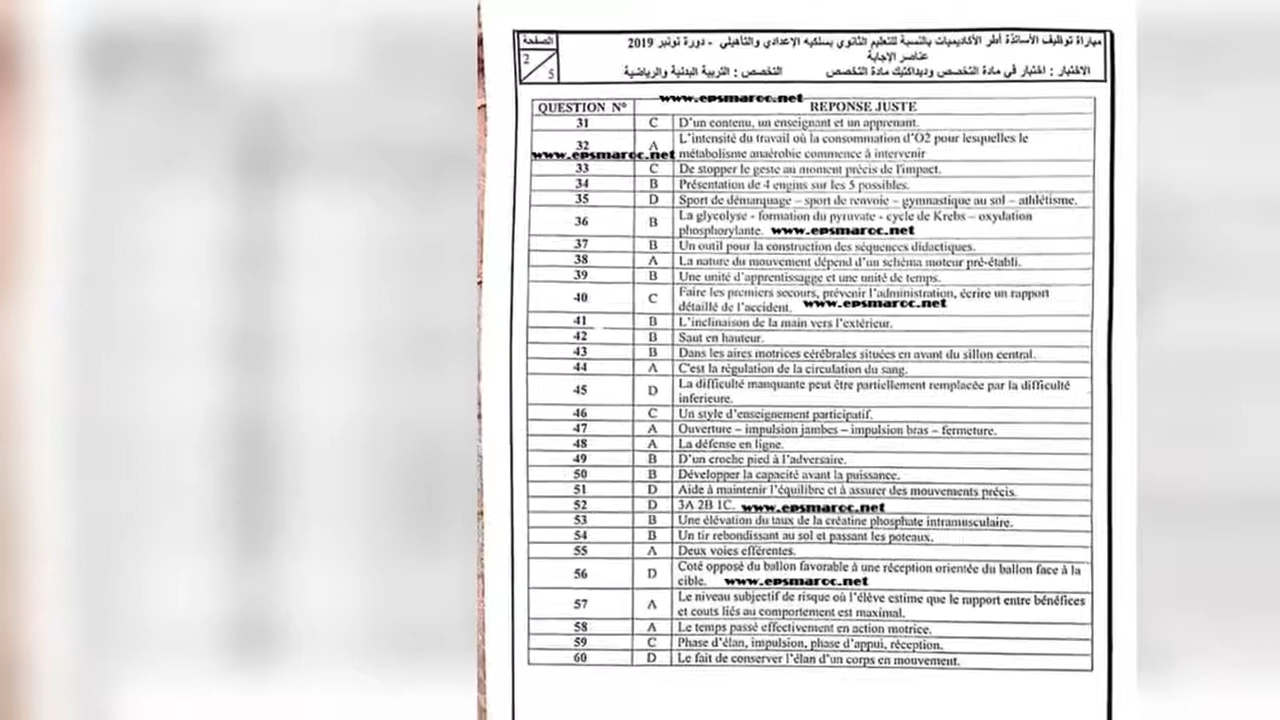 مباراة توظيف الأساتذة أطر الأكاديميات بالنسبة للتعليم الثانوي بسلكيه الإعدادي والتأهيلي - دورة نونبر 2019
الصفحة
2
5
عناصر الإجابة
الاختبار : اختبار في مادة التخصص وديداكتيك مادة التخصص التخصص : التربية البدنية والرياضية
www.epsmaroc.net
QUESTION N° REPONSE JUSTE
31 C D'un contenu, un enseignant et un apprenant.
32 A L'intensité du travail où la consommation d'O2 pour lesquelles le
www.epsmaroc.net métabolisme anaérobie commence à intervenir
33 C De stopper le geste au moment précis de l'impact.
34 B Présentation de 4 engins sur les 5 possibles.
35 D Sport de démarquage – sport de renvoie – gymnastique au sol – athlétisme.
36 B La glycolyse - formation du pyruvate - cycle de Krebs – oxydation
phosphorylante. www.epsmaroc.net
37 B Un outil pour la construction des séquences didactiques.
38 A La nature du mouvement dépend d'un schéma moteur pré-établi.
39 B Une unité d'apprentissagge et une unité de temps.
40 C Faire les premiers secours, prévenir l'administration, écrire un rapport
détaillé de l'accident. www.epsmaroc.net
41 B L'inclinaison de la main vers l'extérieur.
42 B Saut en hauteur.
43 B Dans les aires motrices cérébrales situées en avant du sillon central.
44 A C'est la régulation de la circulation du sang.
45 D La difficulté manquante peut être partiellement remplacée par la difficulté
inferieure.
46 C Un style d'enseignement participatif.
47 A Ouverture – impulsion jambes – impulsion bras – fermeture.
48 A La défense en ligne.
49 B D'un croche pied à l'adversaire.
50 B Développer la capacité avant la puissance.
51 D Aide à maintenir l'équilibre et à assurer des mouvements précis.
52 D 3A 2B 1C. www.epsmaroc.net
53 B Une élévation du taux de la créatine phosphate intramusculaire.
54 B Un tir rebondissant au sol et passant les poteaux.
55 A Deux voies efférentes.
56 D Coté opposé du ballon favorable à une réception orientée du ballon face à la
cible. www.epsmaroc.net
57 A Le niveau subjectif de risque où l'élève estime que le rapport entre bénéfices
et couts liés au comportement est maximal.
58 A Le temps passé effectivement en action motrice.
59 C Phase d'élan, impulsion, phase d'appui, réception.
60 D Le fait de conserver l'élan d'un corps en mouvement.